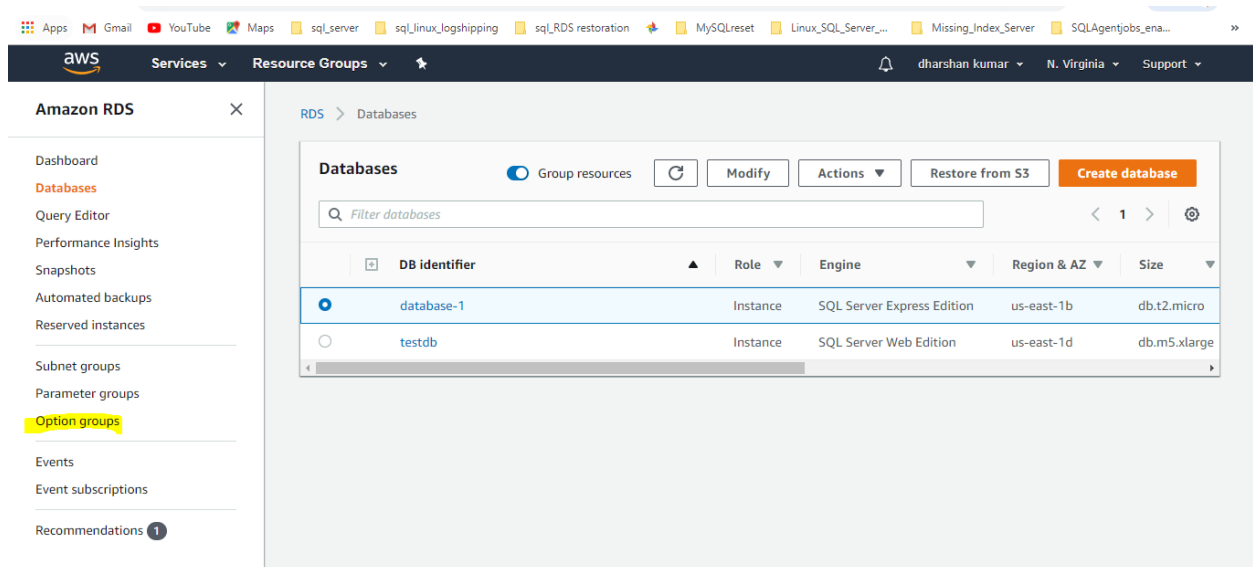 Apps Gmail YouTube Maps sql_server sql_linux_logshipping sql_RDS restoration MySQLreset Linux_SQL_Server_... Missing_Index_Server SQLAgentjobs_ena... »
aws Services Resource Groups dharshan kumar N. Virginia Support
Amazon RDS
Dashboard
Databases
Query Editor
Performance Insights
Snapshots
Automated backups
Reserved instances
Subnet groups
Parameter groups
Option groups
Events
Event subscriptions
Recommendations 1
RDS > Databases
Databases Group resources Modify Actions Restore from S3 Create database
Filter databases < 1 >
DB identifier Role Engine Region & AZ Size
database-1 Instance SQL Server Express Edition us-east-1b db.t2.micro
testdb Instance SQL Server Web Edition us-east-1d db.m5.xlarge